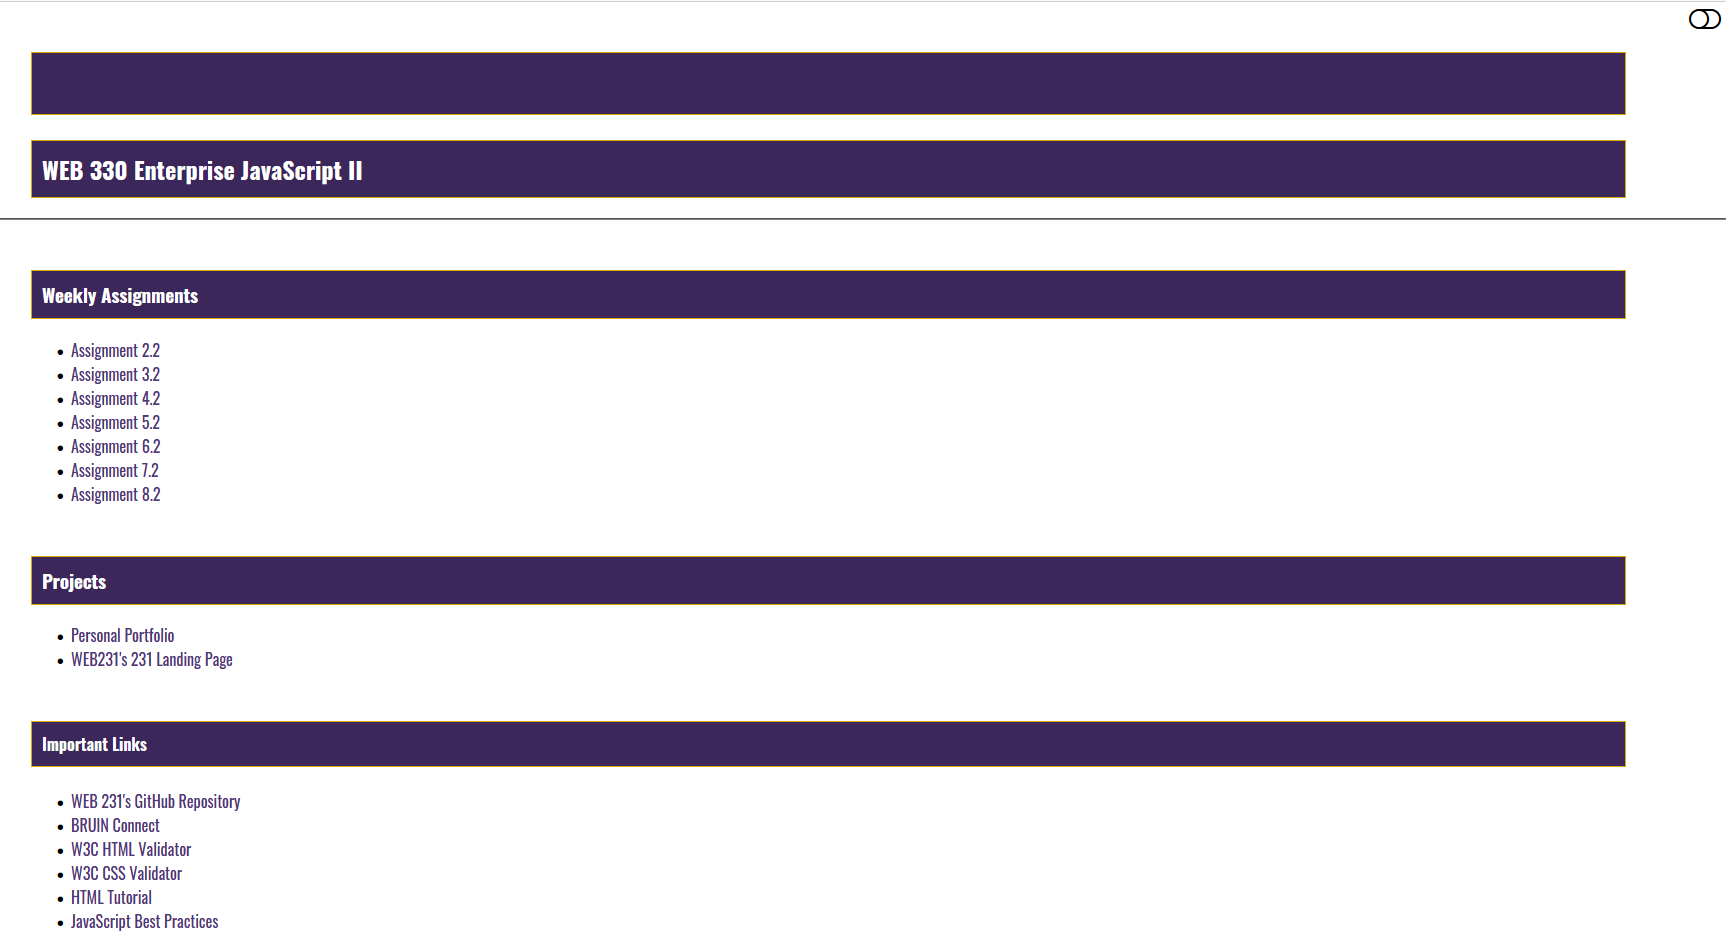 WEB 330 Enterprise JavaScript II
Weekly Assignments
Assignment 2.2
Assignment 3.2
Assignment 4.2
Assignment 5.2
Assignment 6.2
Assignment 7.2
Assignment 8.2
Projects
Personal Portfolio
WEB231's 231 Landing Page
Important Links
WEB 231's GitHub Repository
BRUIN Connect
W3C HTML Validator
W3C CSS Validator
HTML Tutorial
JavaScript Best Practices